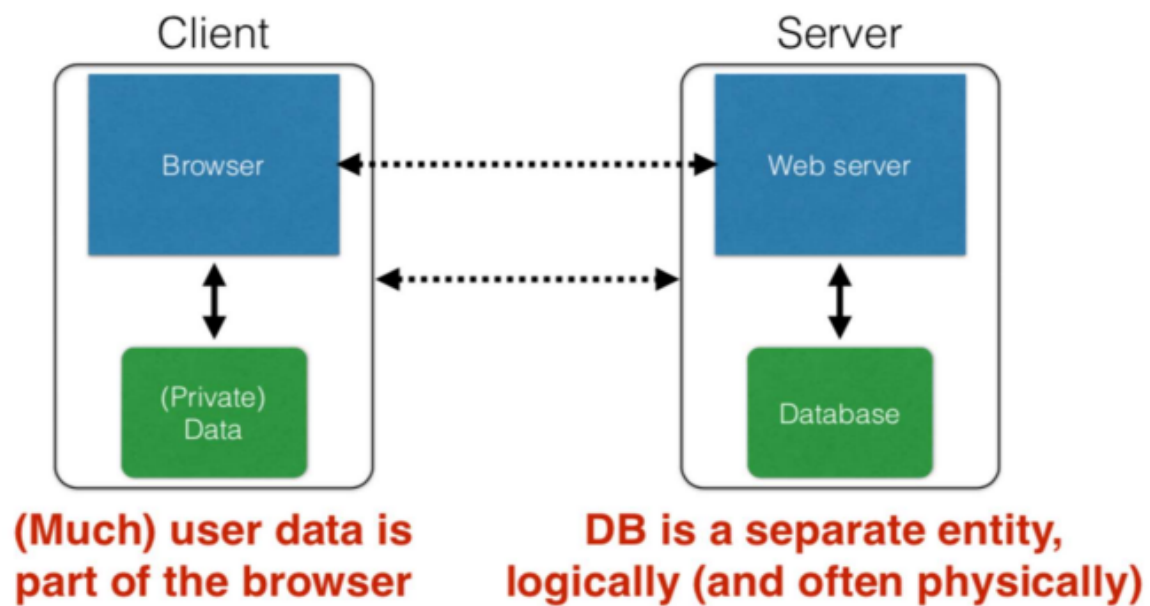 Client
Server
Browser
Web server
(Private)
Data
Database
(Much) user data is
part of the browser
DB is a separate entity,
logically (and often physically)